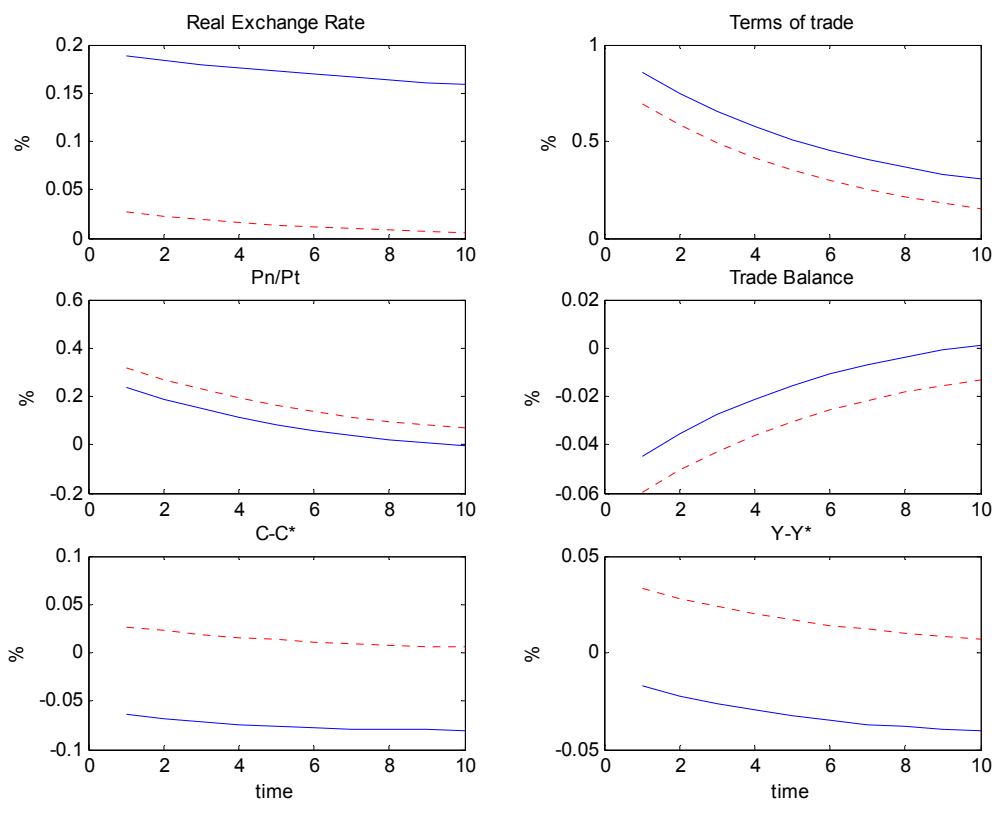 Real Exchange Rate
%
0.2
0.15
0.1
0.05
0
0 2 4 6 8 10
Terms of trade
%
1
0.5
0
0 2 4 6 8 10
Pn/Pt
%
0.6
0.4
0.2
0
-0.2
0 2 4 6 8 10
Trade Balance
%
0.02
0
-0.02
-0.04
-0.06
0 2 4 6 8 10
C-C*
%
0.1
0.05
0
-0.05
-0.1
0 2 4 6 8 10
time
Y-Y*
%
0.05
0
-0.05
0 2 4 6 8 10
time